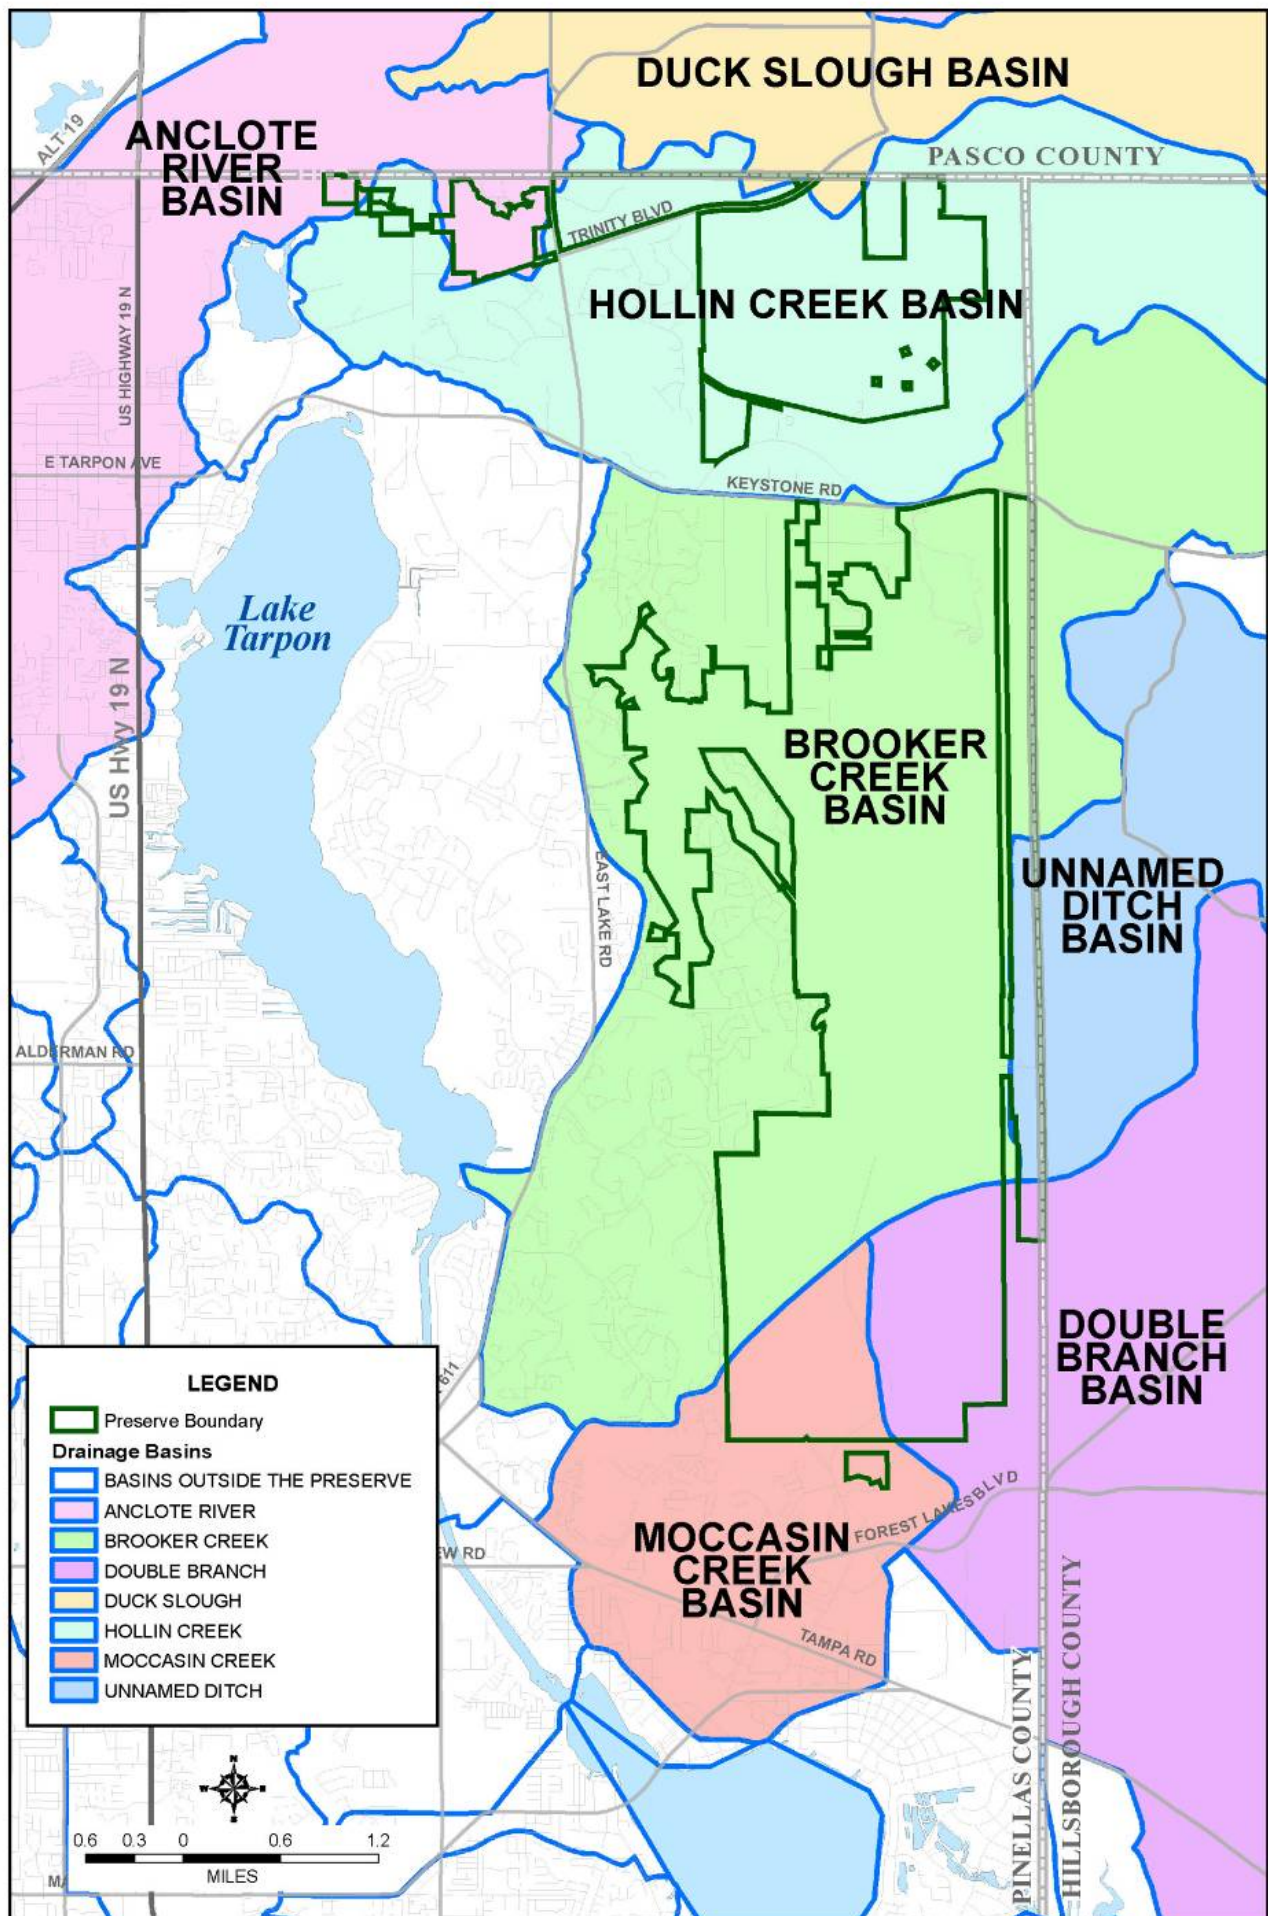 DUCK SLOUGH BASIN
ALT 19
ANCLOTE
RIVER
BASIN
PASCO COUNTY
TRINITY BLVD
US HIGHWAY 19 N
HOLLIN CREEK BASIN
E TARPON AVE
KEYSTONE RD
Lake
Tarpon
US Hwy 19 N
BROOKER
CREEK
BASIN
EAST LAKE RD
UNNAMED
DITCH
BASIN
ALDERMAN RD
DOUBLE
BRANCH
BASIN
611
FOREST LAKES BLVD
MOCCASIN
CREEK
BASIN
EW RD
TAMPA RD
PINELLAS COUNTY
HILLSBOROUGH COUNTY
LEGEND
Preserve Boundary
Drainage Basins
BASINS OUTSIDE THE PRESERVE
ANCLOTE RIVER
BROOKER CREEK
DOUBLE BRANCH
DUCK SLOUGH
HOLLIN CREEK
MOCCASIN CREEK
UNNAMED DITCH
N
W
S
0.6 0.3 0 0.6 1.2
MILES